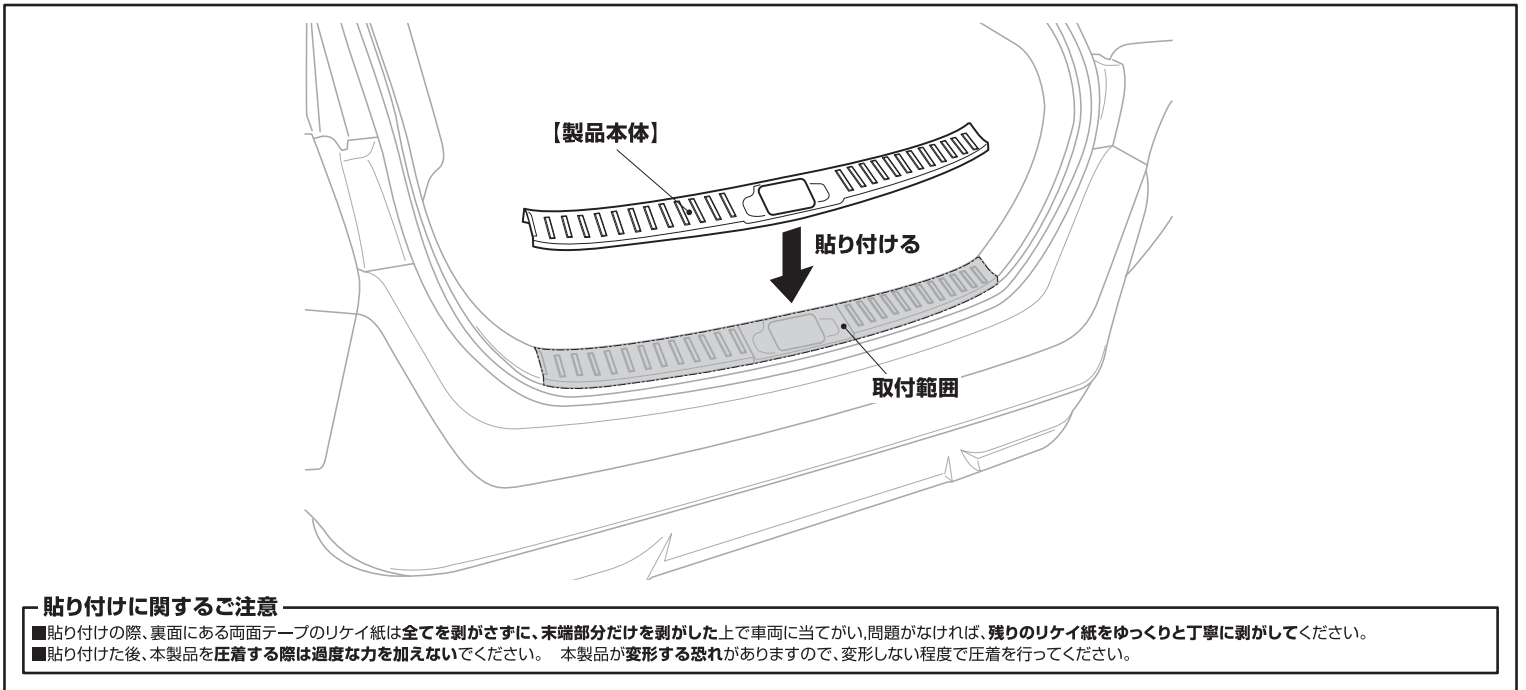 【製品本体】
貼り付ける
取付範囲
貼り付けに関するご注意
■貼り付けの際、裏面にある両面テープのリケイ紙は全てを剥がさずに、末端部分だけを剥がした上で車両に当てがい,問題がなければ、残りのリケイ紙をゆっくりと丁寧に剥がしてください。
■貼り付けた後、本製品を圧着する際は過度な力を加えないでください。　本製品が変形する恐れがありますので、変形しない程度で圧着を行ってください。